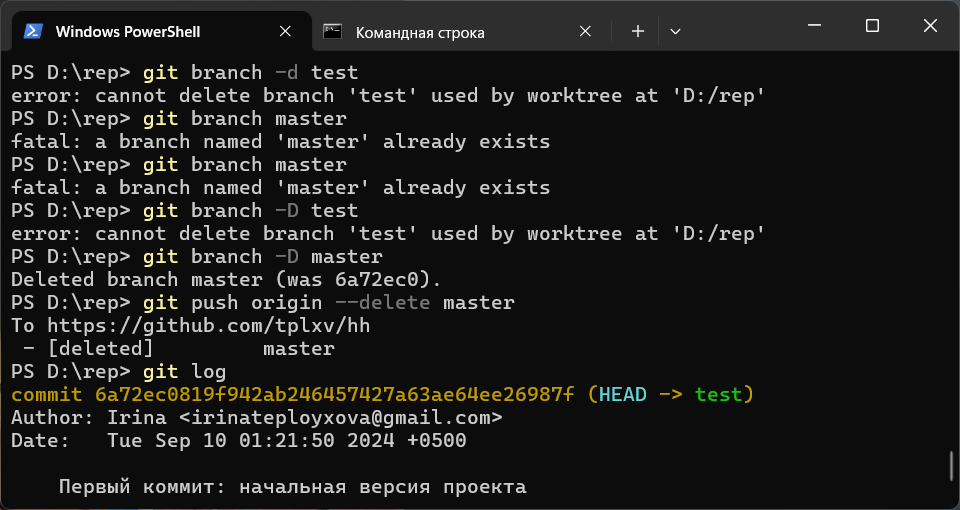 Windows PowerShell
Командная строка
PS D:\rep> git branch -d test
error: cannot delete branch 'test' used by worktree at 'D:/rep'
PS D:\rep> git branch master
fatal: a branch named 'master' already exists
PS D:\rep> git branch master
fatal: a branch named 'master' already exists
PS D:\rep> git branch -D test
error: cannot delete branch 'test' used by worktree at 'D:/rep'
PS D:\rep> git branch -D master
Deleted branch master (was 6a72ec0).
PS D:\rep> git push origin --delete master
To https://github.com/tplxv/hh
 - [deleted]         master
PS D:\rep> git log
commit 6a72ec0819f942ab246457427a63ae64ee26987f (HEAD -> test)
Author: Irina <irinateployxova@gmail.com>
Date:   Tue Sep 10 01:21:50 2024 +0500
    Первый коммит: начальная версия проекта